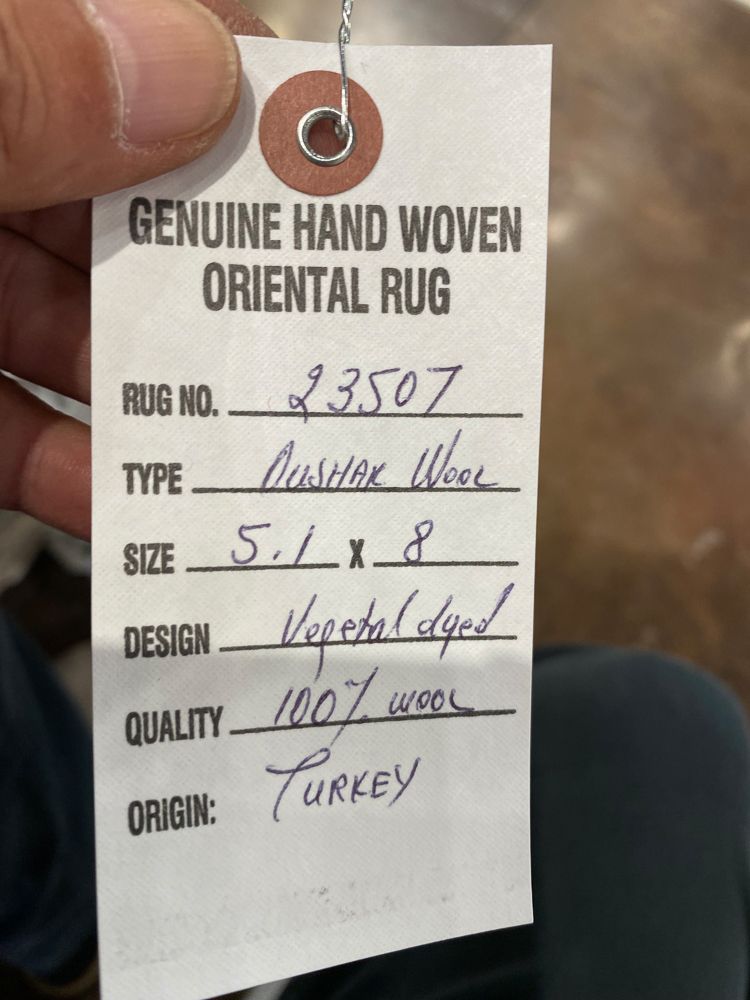 GENUINE HAND WOVEN
ORIENTAL RUG
RUG NO. 23507
TYPE OUSHAK WOOL
SIZE 5.1 X 8
DESIGN Vegetal dyed
QUALITY 100% WOOL
ORIGIN: TURKEY